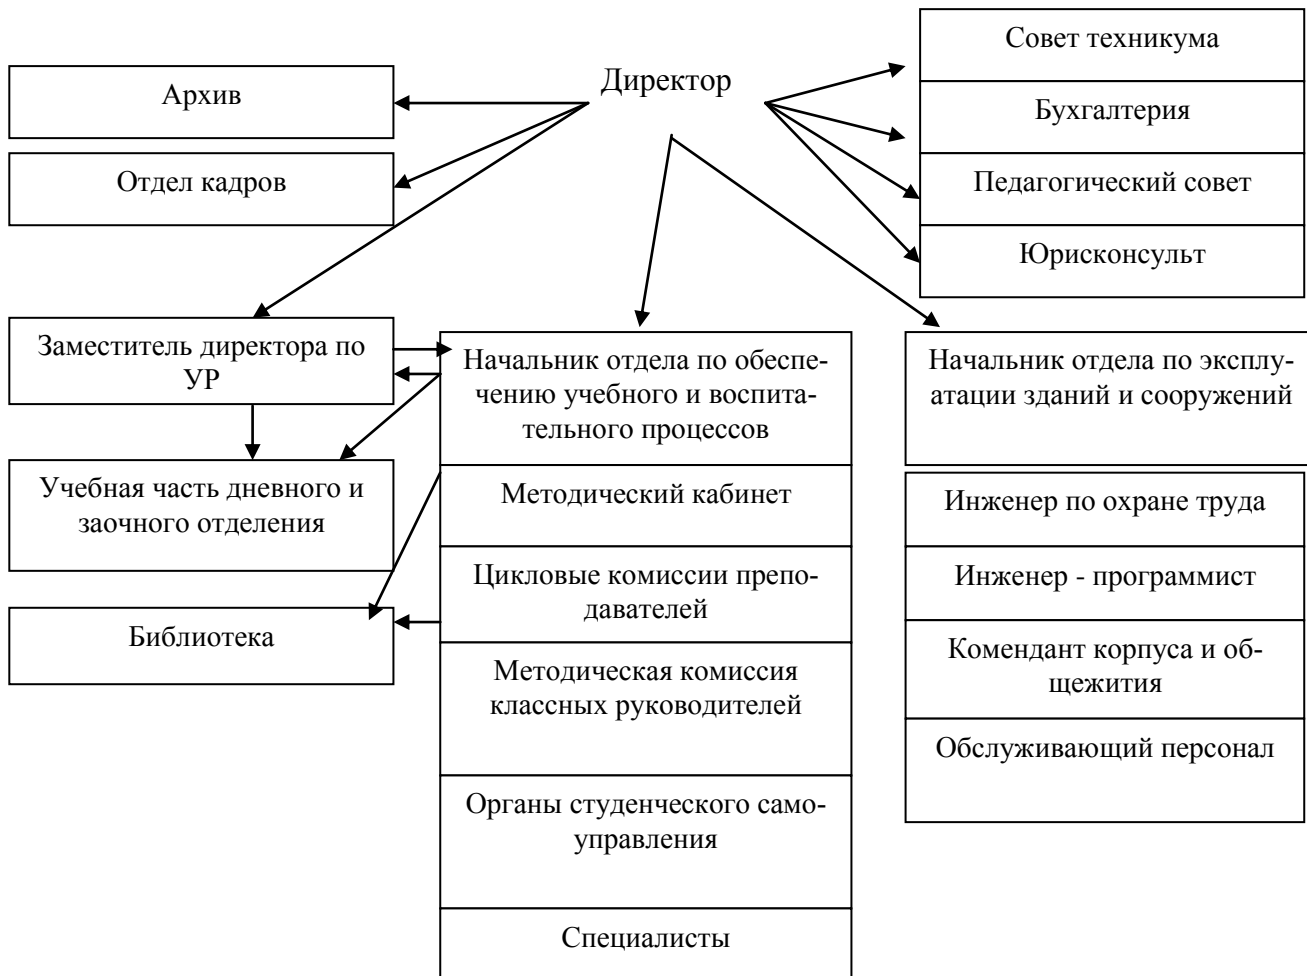 Директор
Архив
Отдел кадров
Совет техникума
Бухгалтерия
Педагогический совет
Юрисконсульт
Заместитель директора по
УР
Учебная часть дневного и
заочного отделения
Библиотека
Начальник отдела по обеспе-
чению учебного и воспита-
тельного процессов
Методический кабинет
Цикловые комиссии препо-
давателей
Методическая комиссия
классных руководителей
Органы студенческого само-
управления
Специалисты
Начальник отдела по эксплу-
атации зданий и сооружений
Инженер по охране труда
Инженер - программист
Комендант корпуса и об-
щежития
Обслуживающий персонал